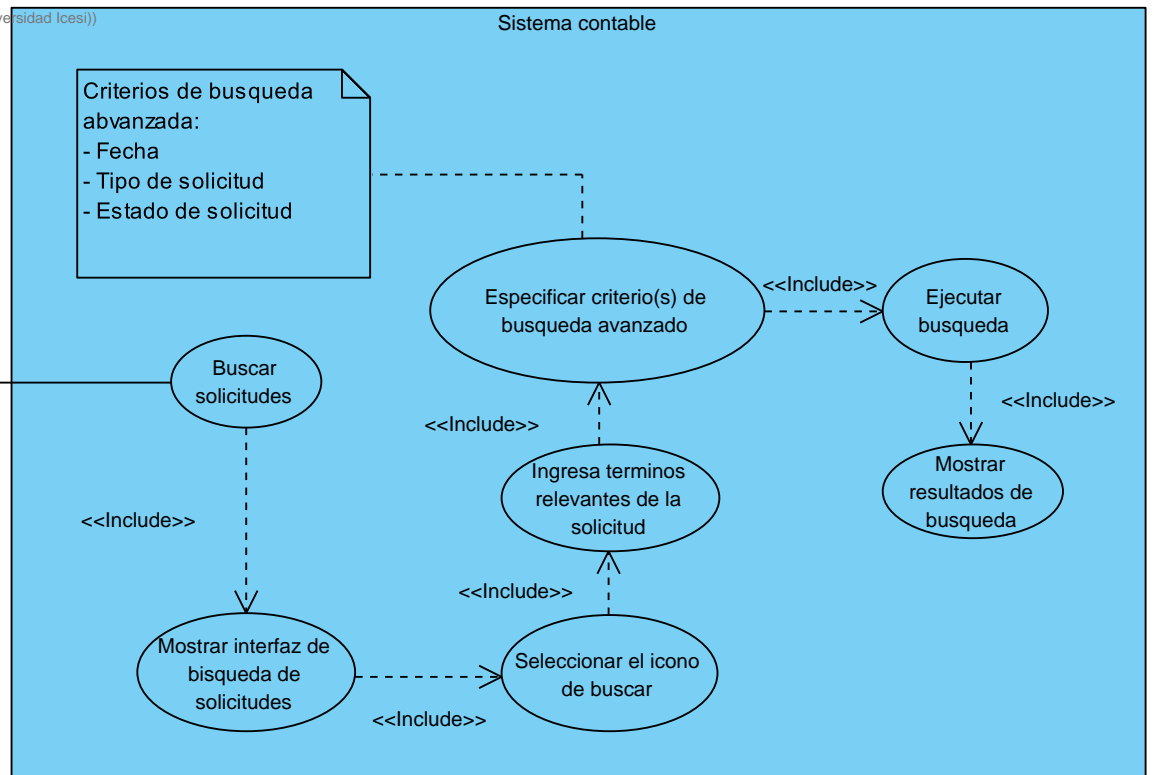 versidad Icesi))
Sistema contable
Criterios de busqueda
abvanzada:
- Fecha
- Tipo de solicitud
- Estado de solicitud
Especificar criterio(s) de
busqueda avanzado
<<Include>>
Ejecutar
busqueda
Buscar
solicitudes
<<Include>>
<<Include>>
Ingresa terminos
relevantes de la
solicitud
Mostrar
resultados de
busqueda
<<Include>>
<<Include>>
Mostrar interfaz de
bisqueda de
solicitudes
Seleccionar el icono
de buscar
<<Include>>